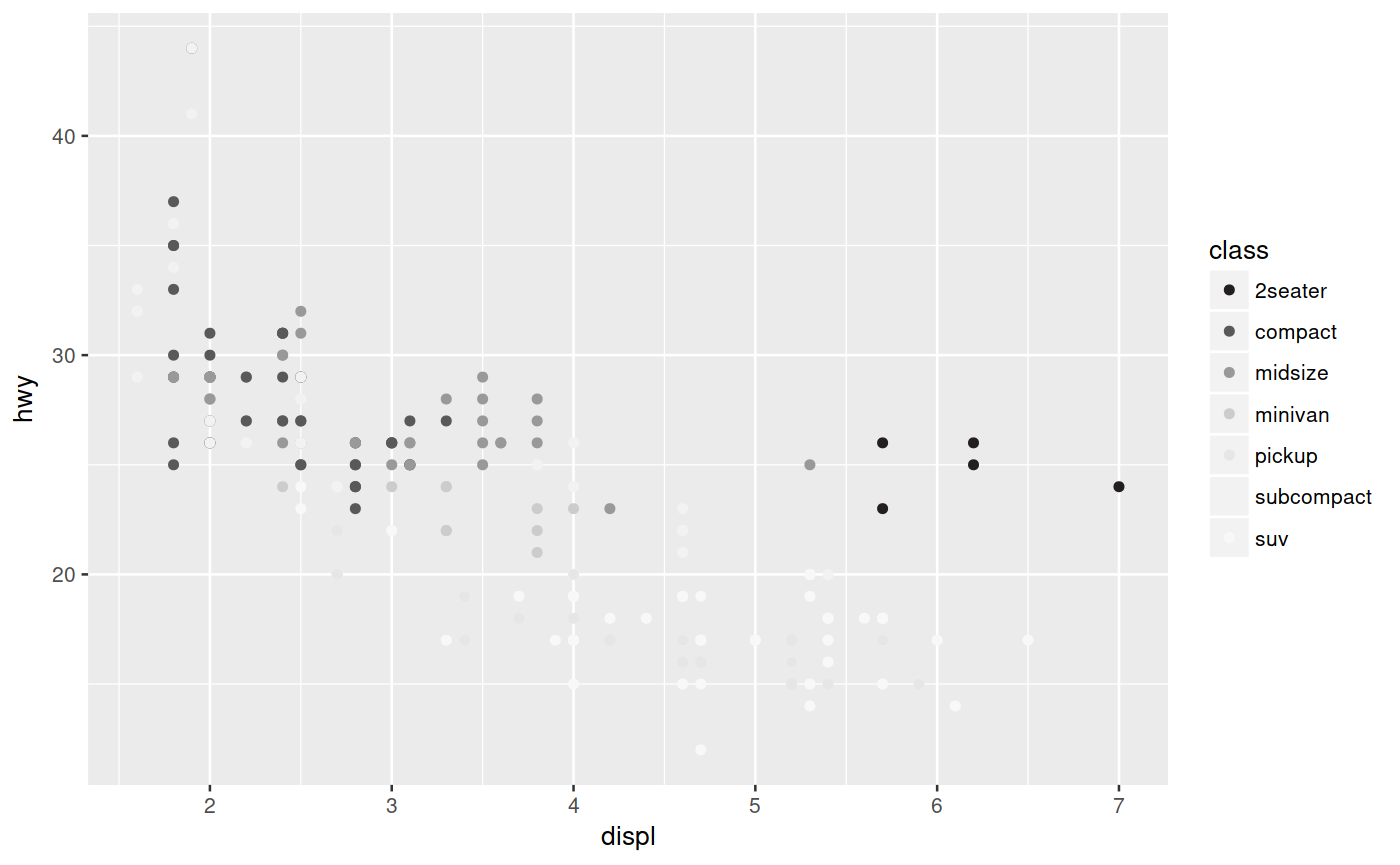 40
30
20
hwy
2
3
4
5
6
7
displ
class
2seater
compact
midsize
minivan
pickup
subcompact
suv